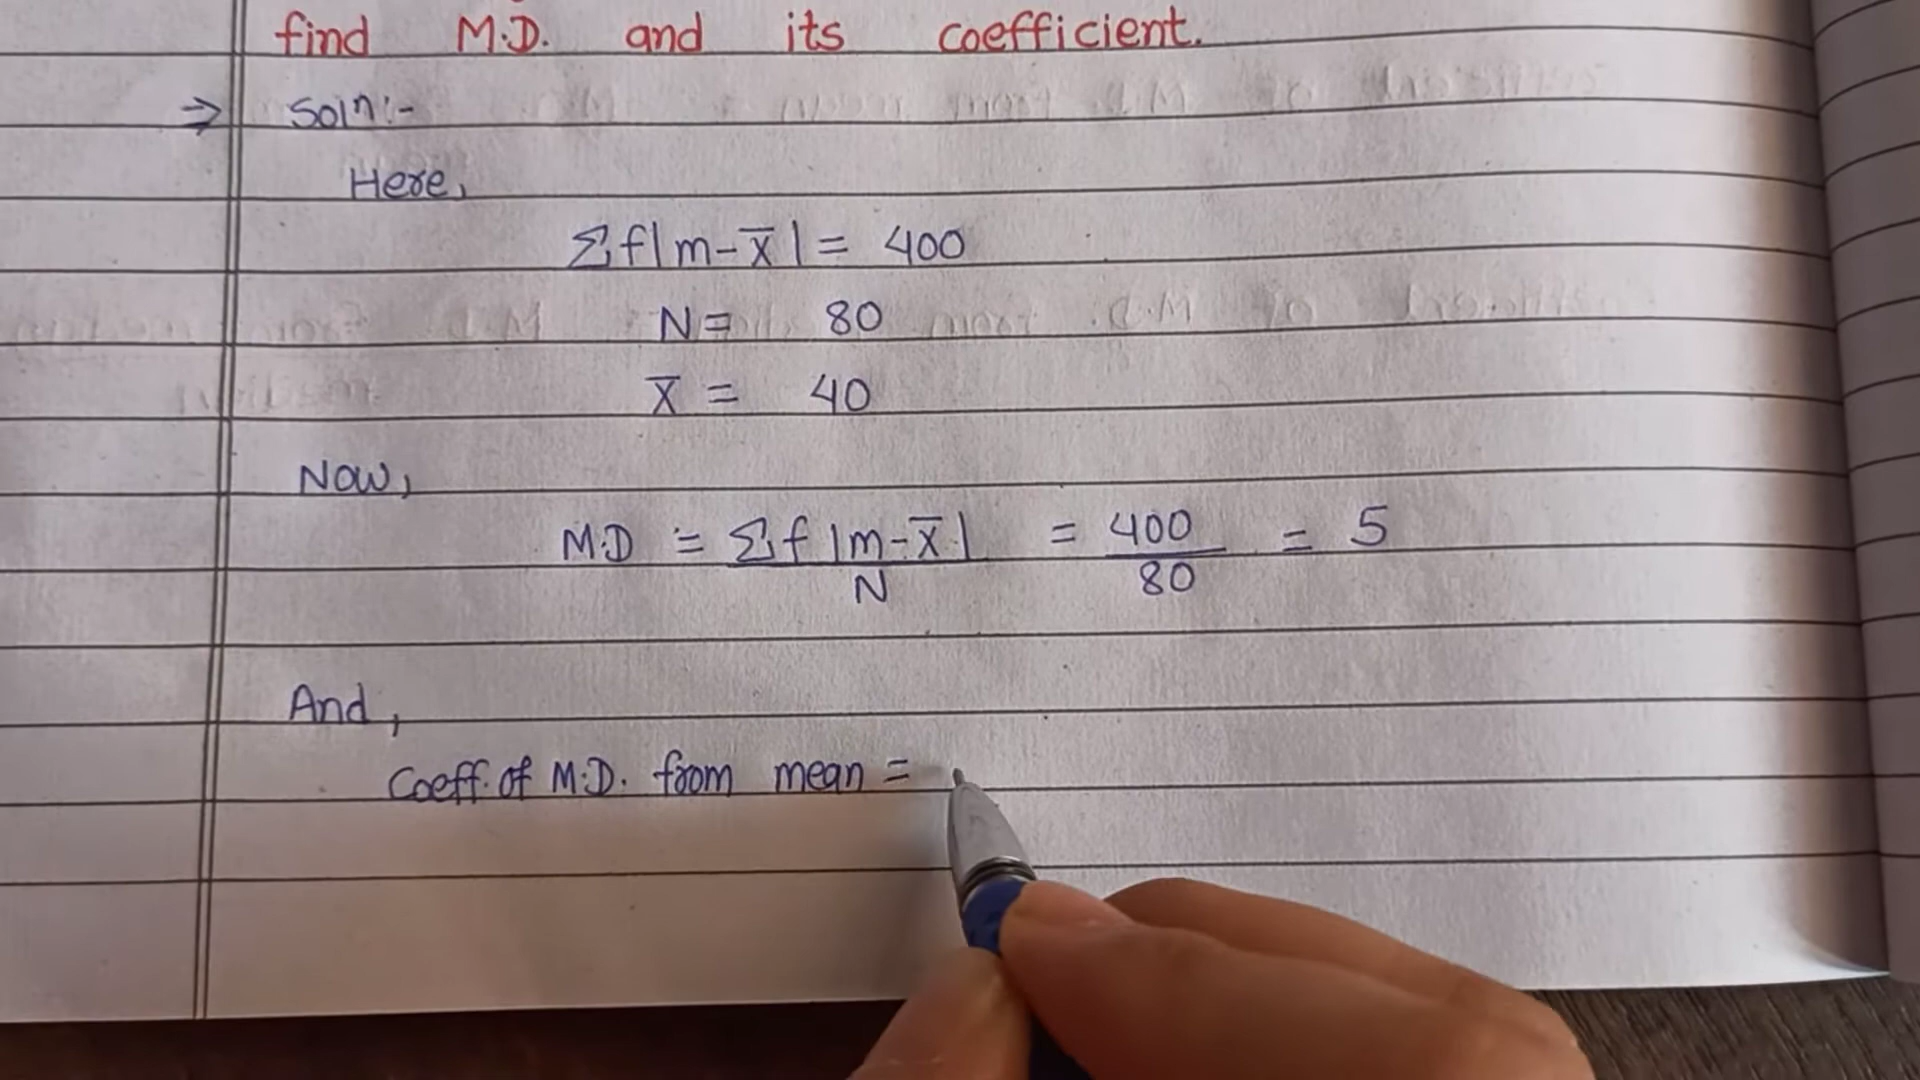 find M.D. and its coefficient.
⇒ Soln:-
Here,
Σf|m-x̄| = 400
N = 80
x̄ = 40
Now,
M.D = Σf|m-x̄| / N = 400 / 80 = 5
And,
Coeff. of M.D. from mean =